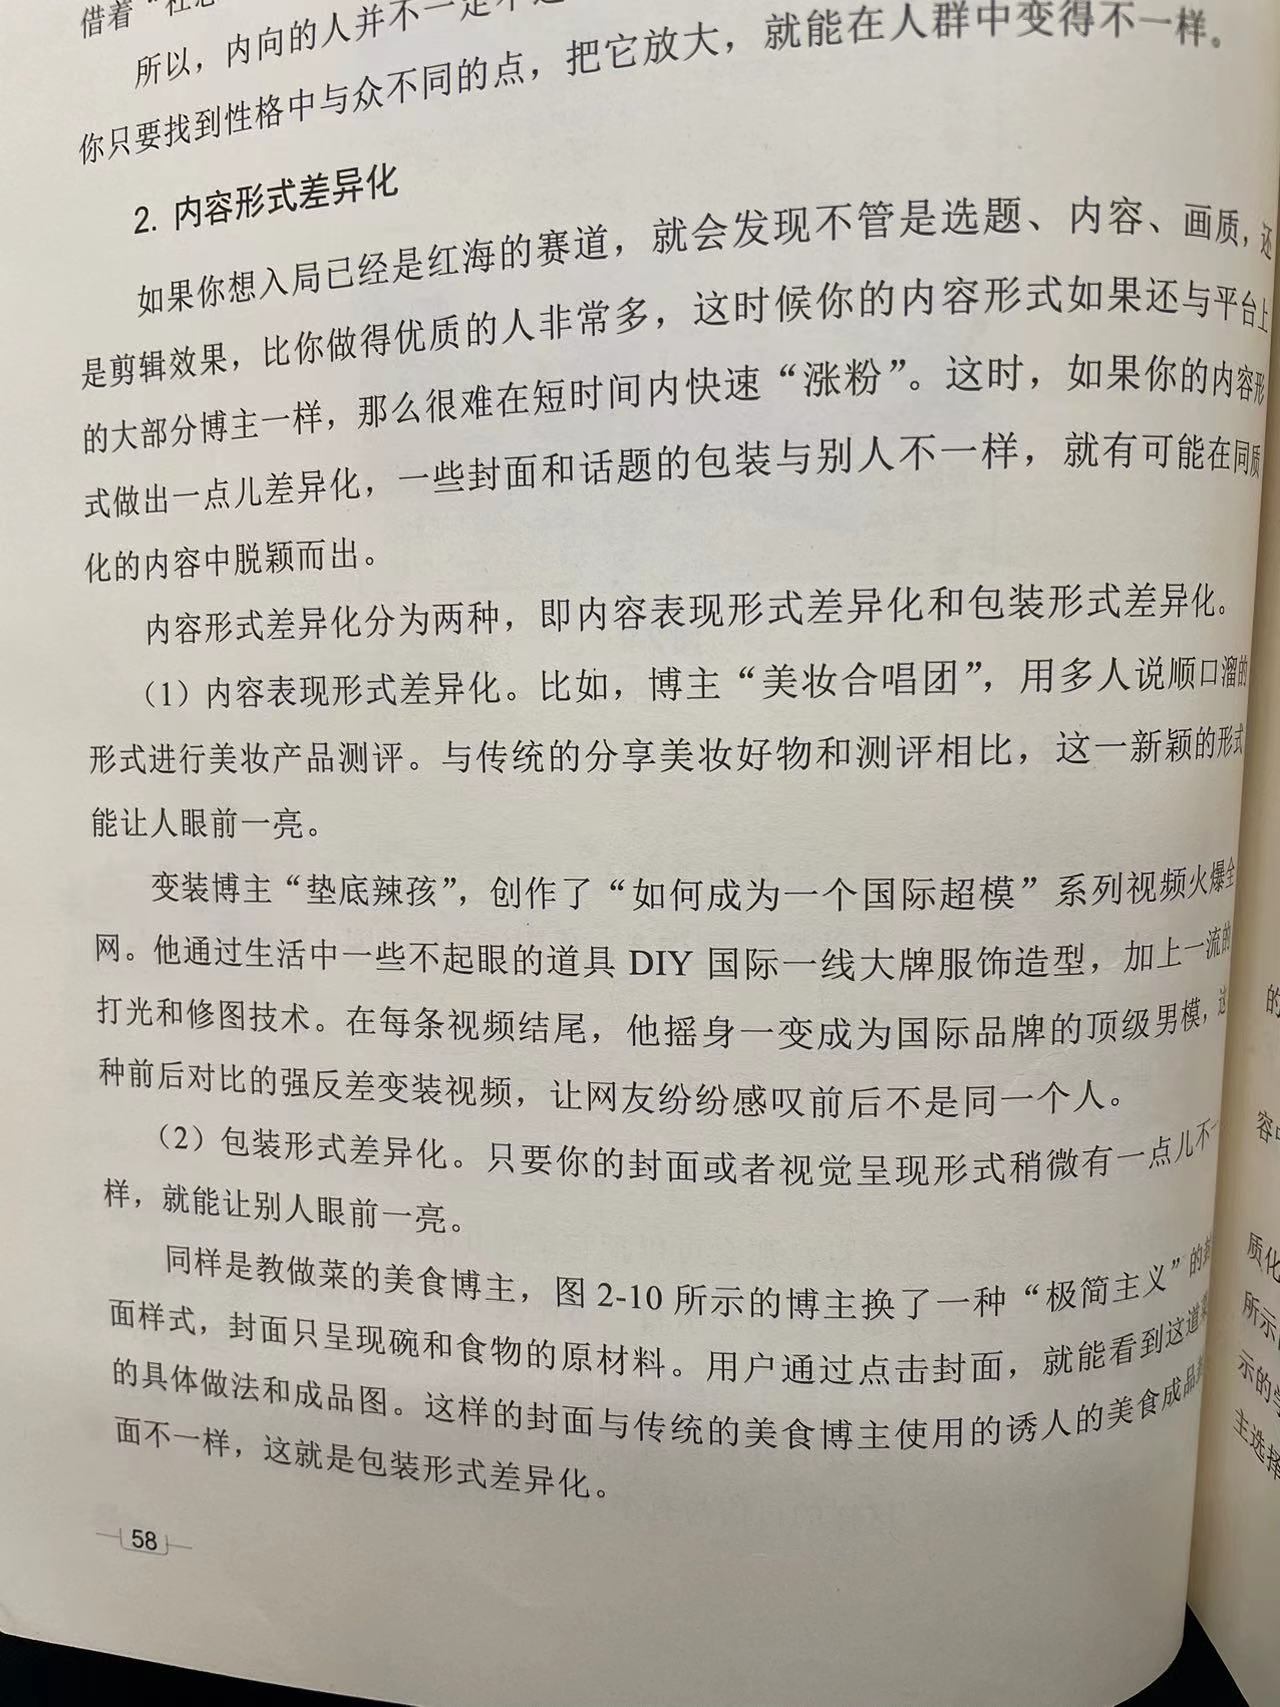 借着“社恐
所以，内向的人并不一定不
你只要找到性格中与众不同的点，把它放大，就能在人群中变得不一样。
2. 内容形式差异化
如果你想入局已经是红海的赛道，就会发现不管是选题、内容、画质，还
是剪辑效果，比你做得优质的人非常多，这时候你的内容形式如果还与平台上
的大部分博主一样，那么很难在短时间内快速“涨粉”。这时，如果你的内容形
式做出一点儿差异化，一些封面和话题的包装与别人不一样，就有可能在同质
化的内容中脱颖而出。
内容形式差异化分为两种，即内容表现形式差异化和包装形式差异化。
（1）内容表现形式差异化。比如，博主“美妆合唱团”，用多人说顺口溜的
形式进行美妆产品测评。与传统的分享美妆好物和测评相比，这一新颖的形式
能让人眼前一亮。
变装博主“垫底辣孩”，创作了“如何成为一个国际超模”系列视频火爆全
网。他通过生活中一些不起眼的道具 DIY 国际一线大牌服饰造型，加上一流的
打光和修图技术。在每条视频结尾，他摇身一变成为国际品牌的顶级男模，这
种前后对比的强反差变装视频，让网友纷纷感叹前后不是同一个人。
（2）包装形式差异化。只要你的封面或者视觉呈现形式稍微有一点儿不一
样，就能让别人眼前一亮。
同样是教做菜的美食博主，图 2-10 所示的博主换了一种“极简主义”的封
面样式，封面只呈现碗和食物的原材料。用户通过点击封面，就能看到这道菜
的具体做法和成品图。这样的封面与传统的美食博主使用的诱人的美食成品
面不一样，这就是包装形式差异化。
58
的
容中
质化
所示
示的学
主选择